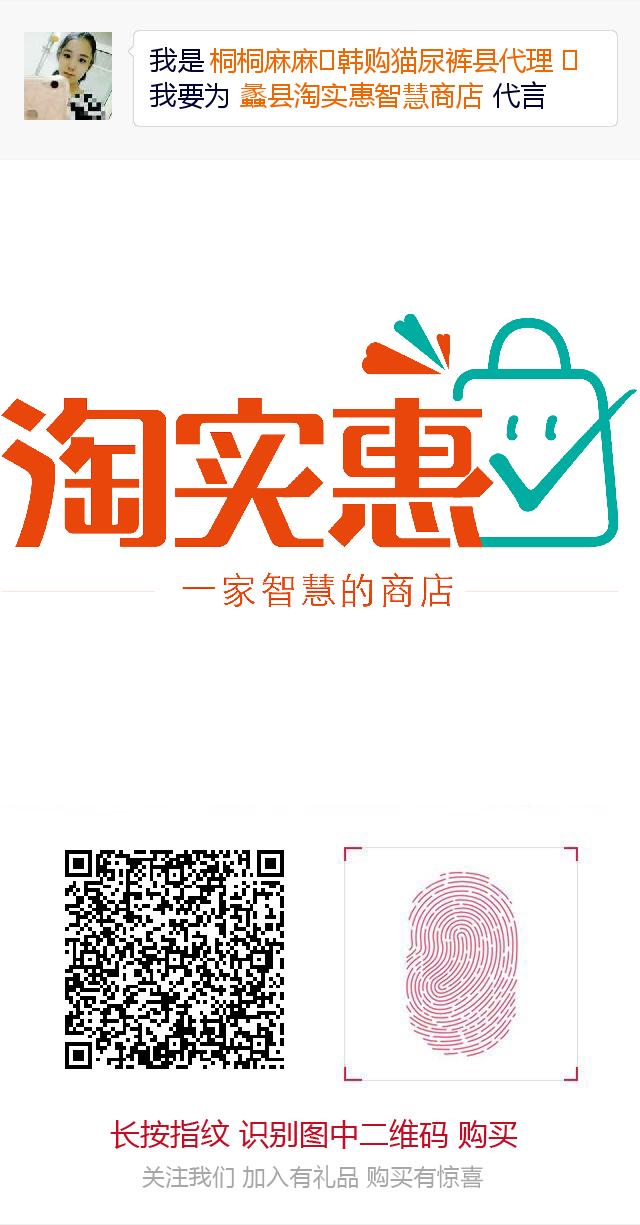 我是 桐桐麻麻韩购猫尿裤县代理
我要为 蠡县淘实惠智慧商店 代言
淘实惠
一家智慧的商店
长按指纹 识别图中二维码 购买
关注我们 加入有礼品 购买有惊喜